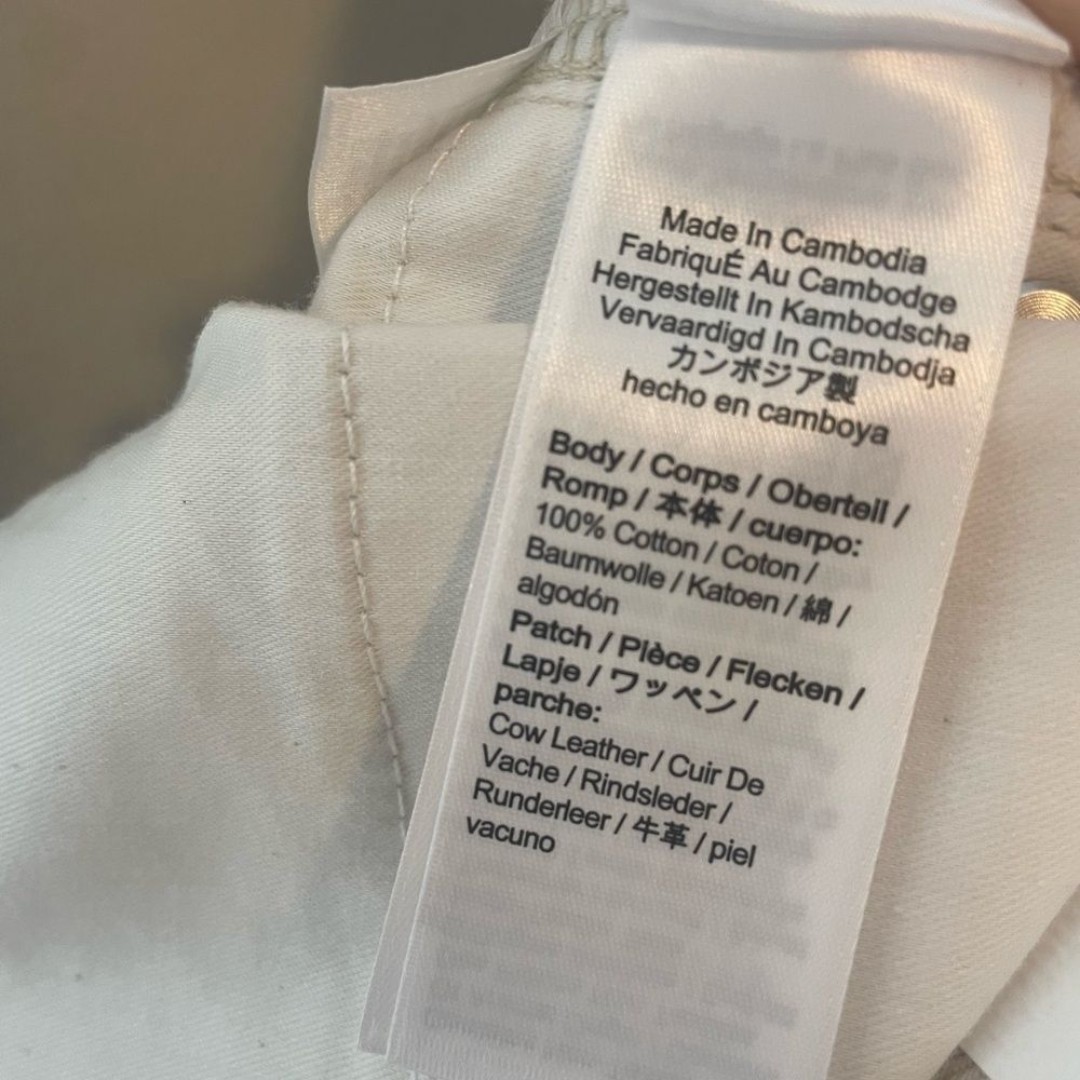 Made In Cambodia
FabriquÉ Au Cambodge
Hergestellt In Kambodscha
Vervaardigd In Cambodja
カンボジア製
hecho en camboya
Body / Corps / Oberteil /
Romp / 本体 / cuerpo:
100% Cotton / Coton /
Baumwolle / Katoen / 綿 /
algodón
Patch / Pièce / Flecken /
Lapje / ワッペン /
parche:
Cow Leather / Cuir De
Vache / Rindsleder /
Runderleer / 牛革 / piel
vacuno